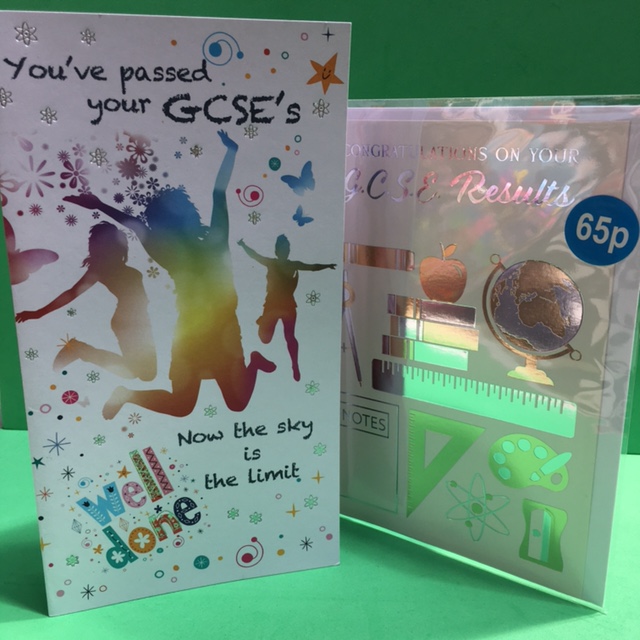 You've passed
your GCSE's
Now the sky
is
the limit
Well
done
CONGRATULATIONS ON YOUR
G.C.S.E. Results
65p
NOTES